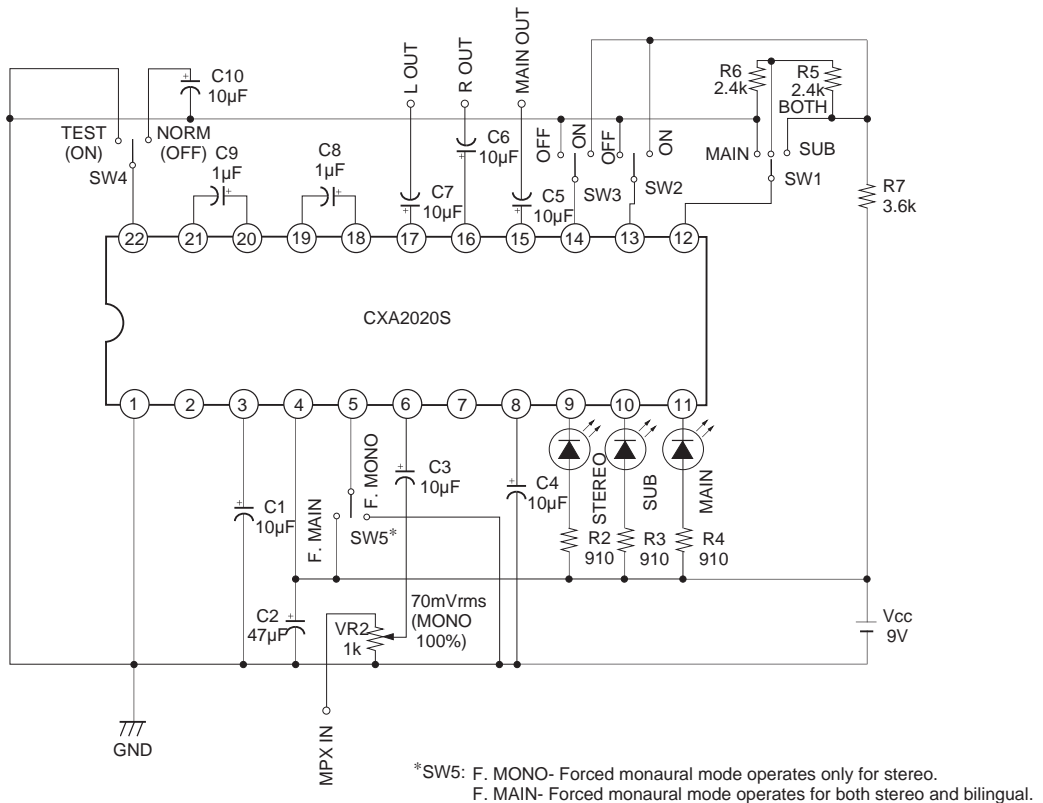 L OUT
R OUT
MAIN OUT
C10
10µF
TEST
(ON)
NORM
(OFF)
SW4
C9
1µF
C8
1µF
C7
10µF
C6
10µF
C5
10µF
OFF
ON
SW3
OFF
ON
SW2
R6
2.4k
R5
2.4k
BOTH
MAIN
SUB
SW1
R7
3.6k
22
21
20
19
18
17
16
15
14
13
12
CXA2020S
1
2
3
4
5
6
7
8
9
10
11
C1
10µF
C2
47µF
F. MAIN
F. MONO
SW5*
C3
10µF
C4
10µF
STEREO
SUB
MAIN
R2
910
R3
910
R4
910
70mVrms
(MONO
100%)
VR2
1k
Vcc
9V
GND
MPX IN
*SW5: F. MONO- Forced monaural mode operates only for stereo.
F. MAIN- Forced monaural mode operates for both stereo and bilingual.